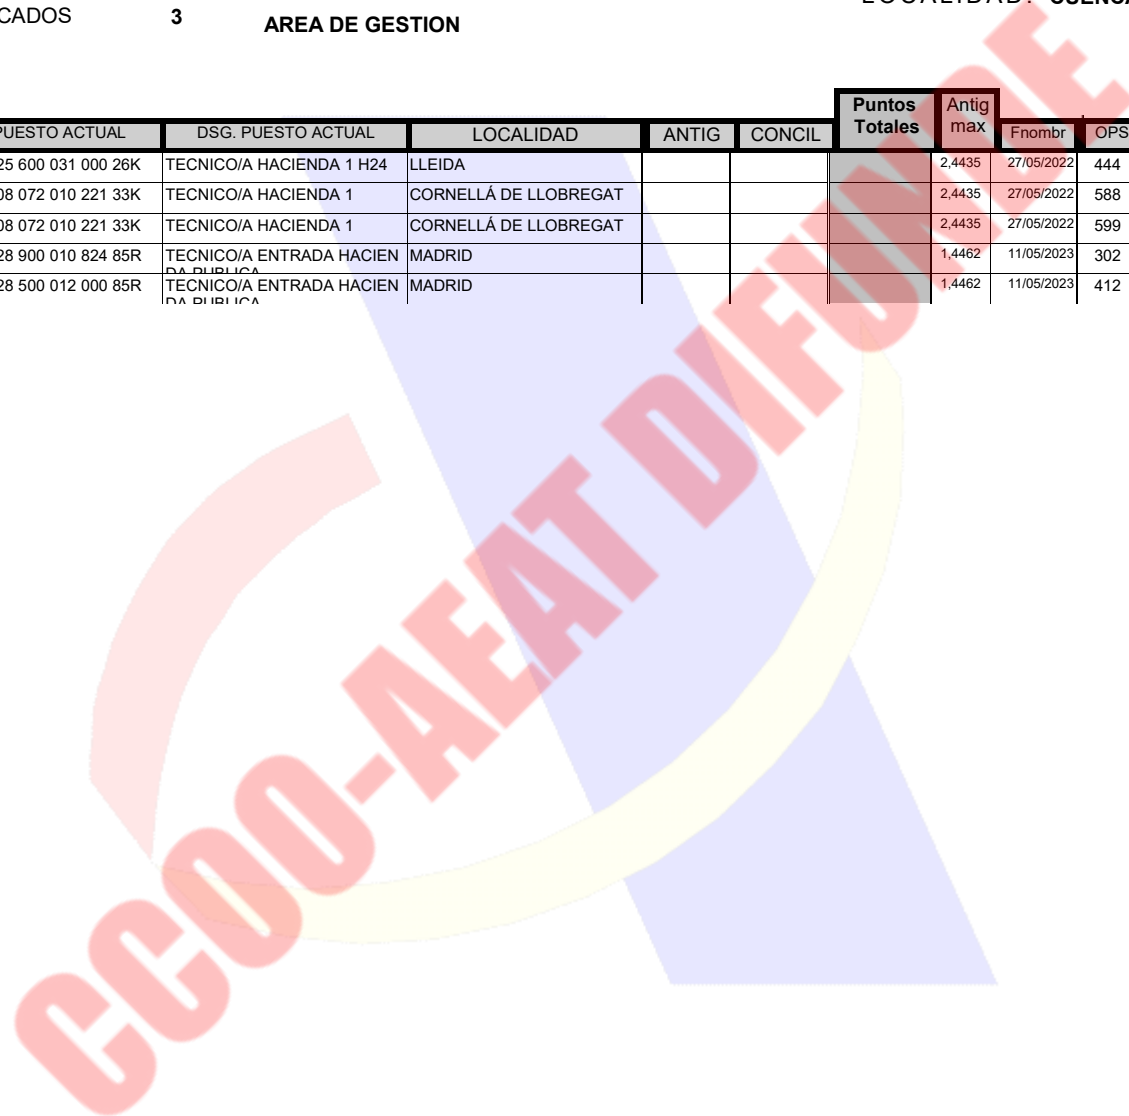 LOCALIDAD: CUENCA
CADOS 3 AREA DE GESTION
PUESTO ACTUAL DSG. PUESTO ACTUAL LOCALIDAD ANTIG CONCIL Puntos Totales Antig max Fnombr OPS
25 600 031 000 26K TECNICO/A HACIENDA 1 H24 LLEIDA 2,4435 27/05/2022 444
08 072 010 221 33K TECNICO/A HACIENDA 1 CORNELLÁ DE LLOBREGAT 2,4435 27/05/2022 588
08 072 010 221 33K TECNICO/A HACIENDA 1 CORNELLÁ DE LLOBREGAT 2,4435 27/05/2022 599
28 900 010 824 85R TECNICO/A ENTRADA HACIEN MADRID 1,4462 11/05/2023 302
DA PUBLICA
28 500 012 000 85R TECNICO/A ENTRADA HACIEN MADRID 1,4462 11/05/2023 412
DA PUBLICA
CCOO-AEAT DIFUNDE